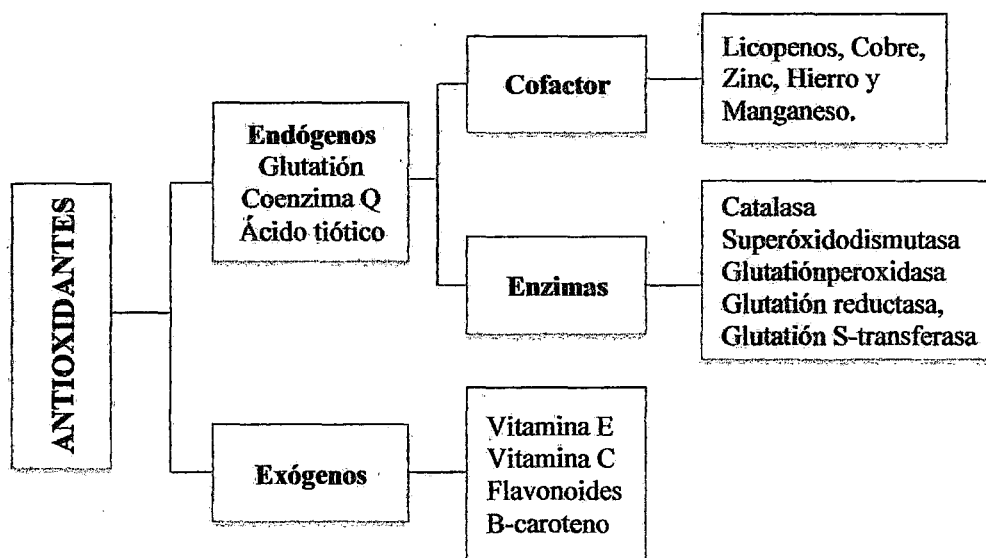 ANTIOXIDANTES
Endógenos
Glutatión
Coenzima Q
Ácido tiótico
Cofactor
Licopenos, Cobre,
Zinc, Hierro y
Manganeso.
Enzimas
Catalasa
Superóxidodismutasa
Glutatiónperoxidasa
Glutatión reductasa,
Glutatión S-transferasa
Exógenos
Vitamina E
Vitamina C
Flavonoides
B-caroteno